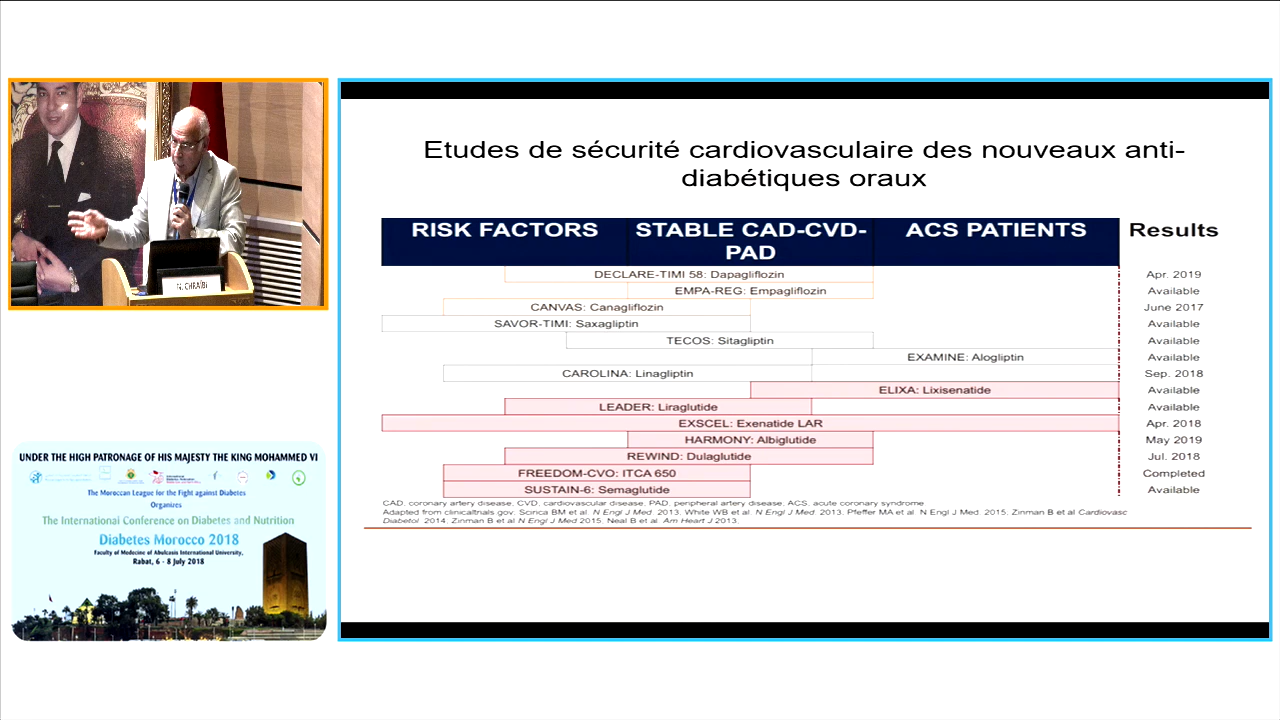 N. CHRAÏBI
UNDER THE HIGH PATRONAGE OF HIS MAJESTY THE KING MOHAMMED VI
The Moroccan League for the Fight against Diabetes
Organizes
The International Conference on Diabetes and Nutrition
Diabetes Morocco 2018
Faculty of Medecine of Abulcasis International University,
Rabat, 6 - 8 July 2018
Etudes de sécurité cardiovasculaire des nouveaux anti-
diabétiques oraux
RISK FACTORS STABLE CAD-CVD-PAD ACS PATIENTS Results
DECLARE-TIMI 58: Dapagliflozin Apr. 2019
EMPA-REG: Empagliflozin Available
CANVAS: Canagliflozin June 2017
SAVOR-TIMI: Saxagliptin Available
TECOS: Sitagliptin Available
EXAMINE: Alogliptin Available
CAROLINA: Linagliptin Sep. 2018
ELIXA: Lixisenatide Available
LEADER: Liraglutide Available
EXSCEL: Exenatide LAR Apr. 2018
HARMONY: Albiglutide May 2019
REWIND: Dulaglutide Jul. 2018
FREEDOM-CVO: ITCA 650 Completed
SUSTAIN-6: Semaglutide Available
CAD, coronary artery disease, CVD, cardiovascular disease, PAD, peripheral artery disease, ACS, acute coronary syndrome.
Adapted from clinicaltrials.gov; Scirica BM et al. N Engl J Med. 2013. White WB et al. N Engl J Med. 2013. Pfeffer MA et al N Engl J Med. 2015. Zinman B et al Cardiovasc
Diabetol 2014. Zinman B et al N Engl J Med 2015. Neal B et al. Am Heart J 2013.